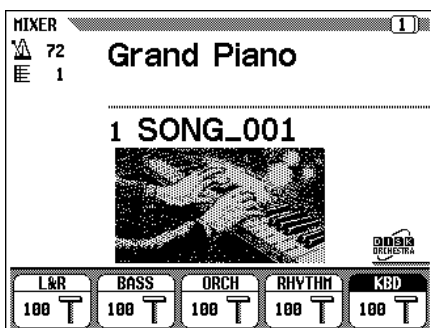 MIXER 1
72
1
Grand Piano
1 SONG_001
DISK
ORCHESTRA
L&R BASS ORCH RHYTHM KBD
100 100 100 100 100